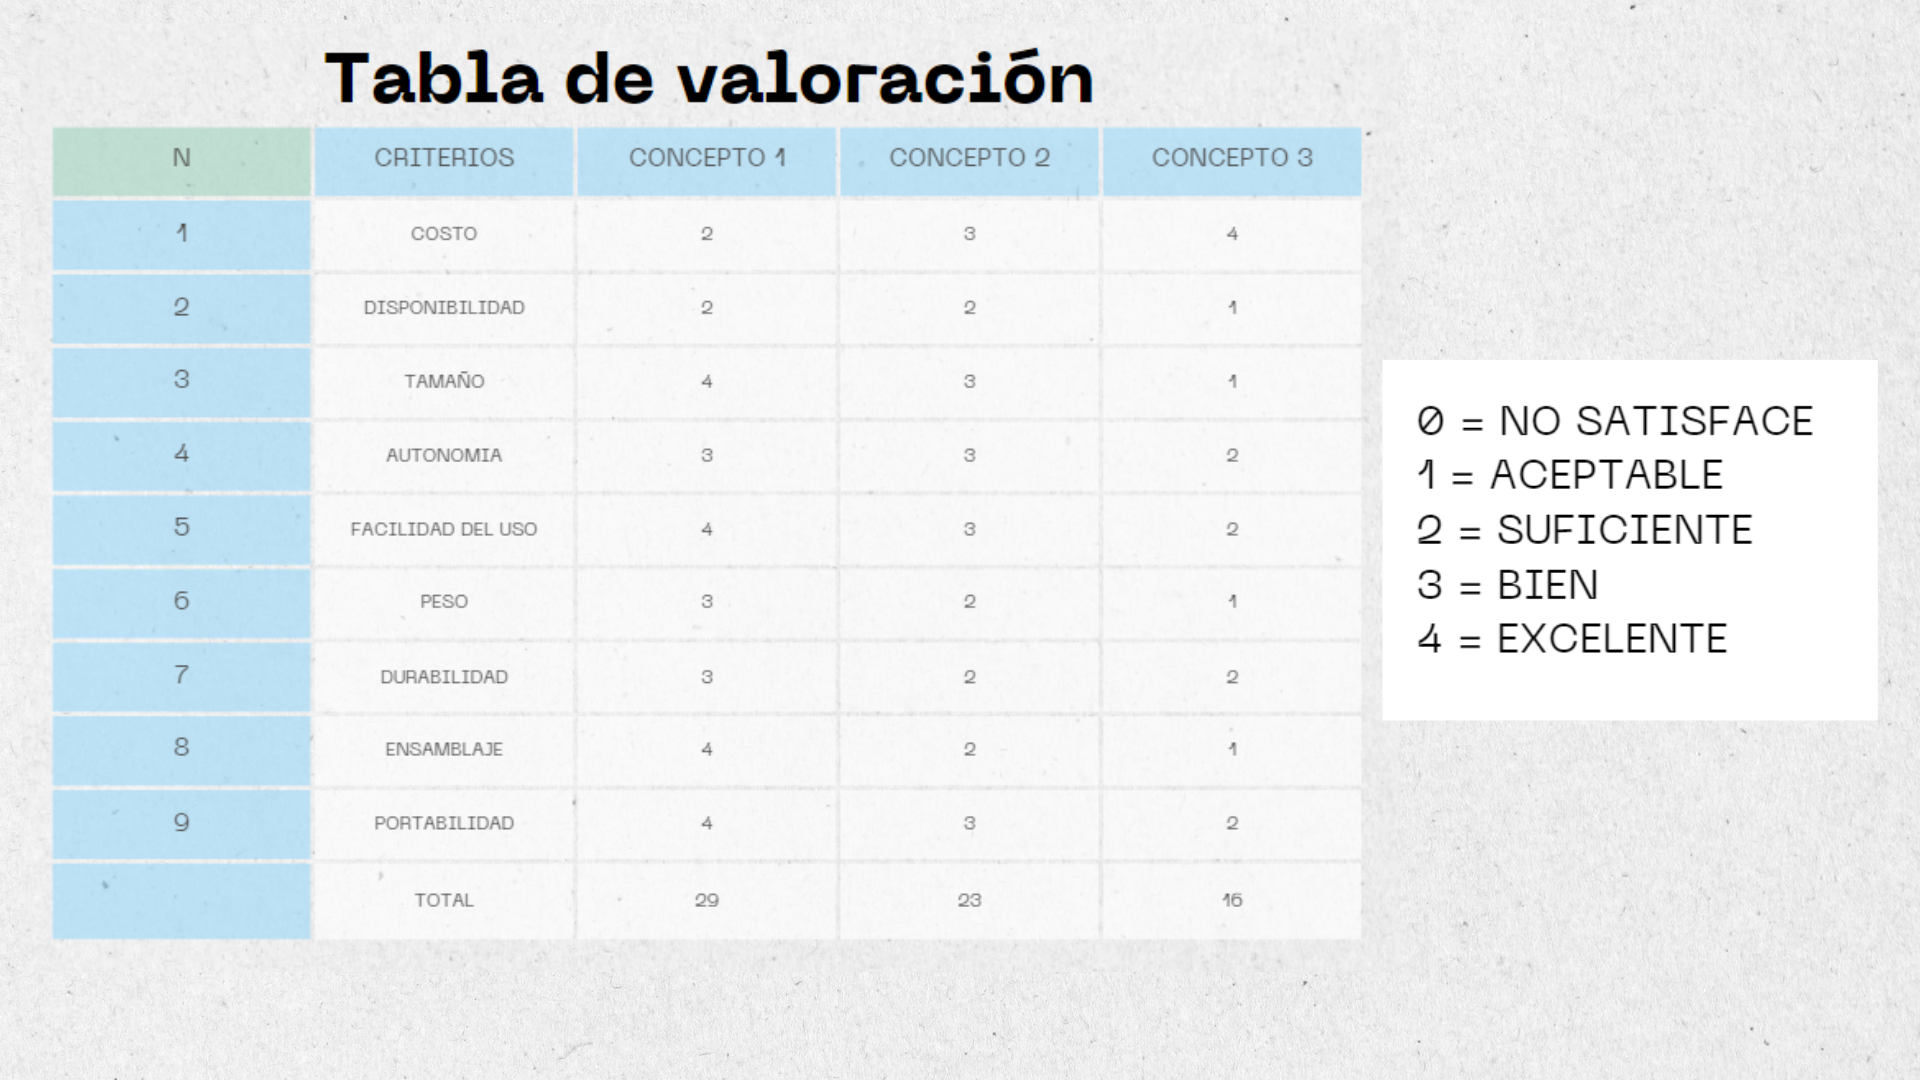 Tabla de valoración
N CRITERIOS CONCEPTO 1 CONCEPTO 2 CONCEPTO 3
1 COSTO 2 3 4
2 DISPONIBILIDAD 2 2 1
3 TAMAÑO 4 3 1
4 AUTONOMIA 3 3 2
5 FACILIDAD DEL USO 4 3 2
6 PESO 3 2 1
7 DURABILIDAD 3 2 2
8 ENSAMBLAJE 4 2 1
9 PORTABILIDAD 4 3 2
TOTAL 29 23 16
0 = NO SATISFACE
1 = ACEPTABLE
2 = SUFICIENTE
3 = BIEN
4 = EXCELENTE